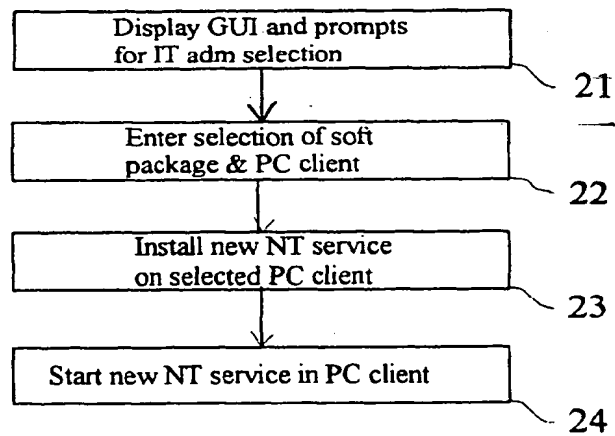 Display GUI and prompts
for IT adm selection
21
Enter selection of soft
package & PC client
22
Install new NT service
on selected PC client
23
Start new NT service in PC client
24